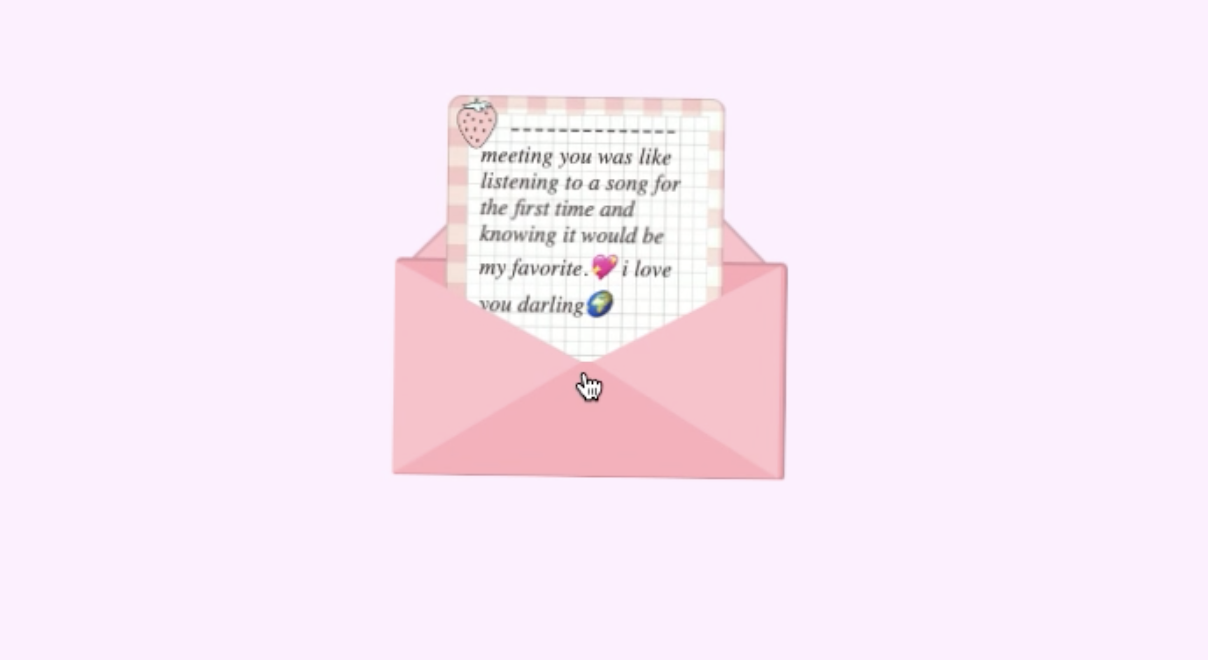 meeting you was like
listening to a song for
the first time and
knowing it would be
my favorite.💖 i love
you darling🌍